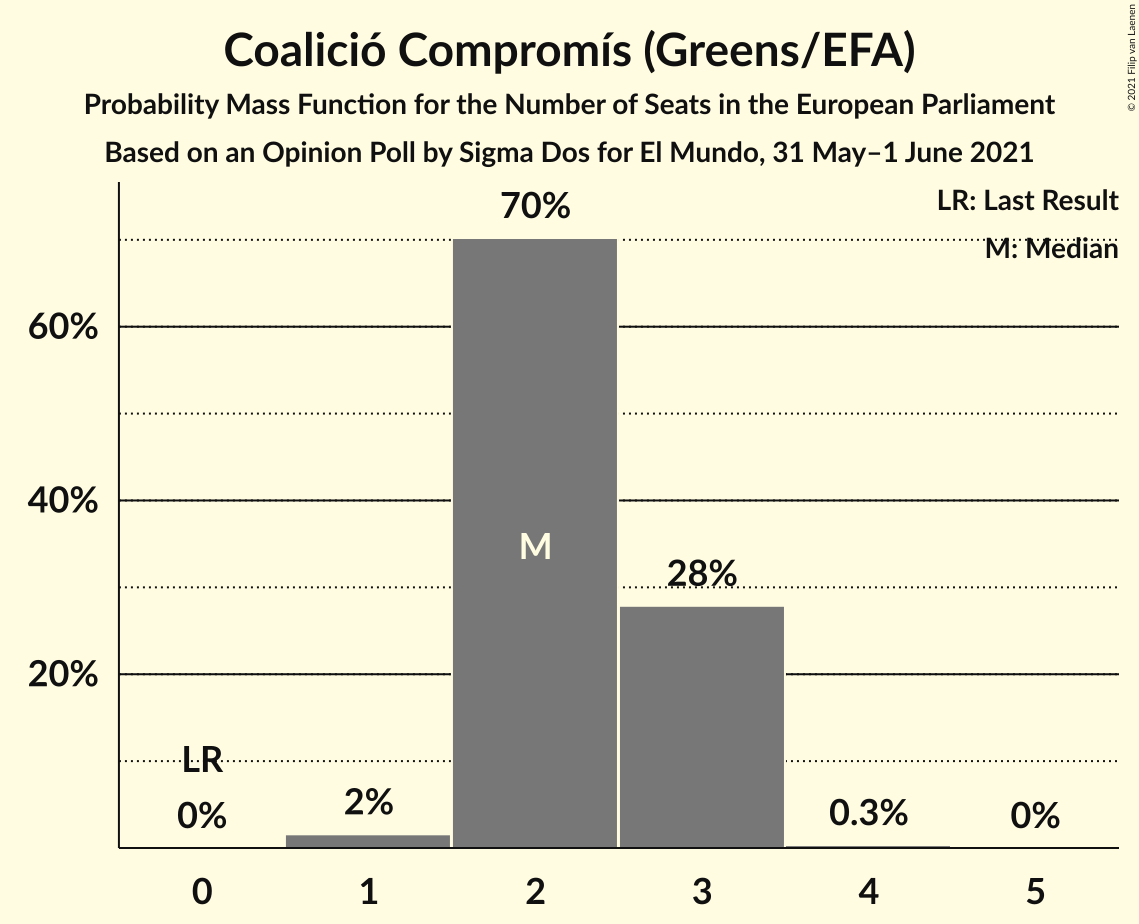 Coalició Compromís (Greens/EFA)
Probability Mass Function for the Number of Seats in the European Parliament
Based on an Opinion Poll by Sigma Dos for El Mundo, 31 May–1 June 2021
© 2021 Filip van Laenen
LR: Last Result
M: Median
70%
60%
40%
M
28%
20%
LR
0%
2%
0.3%
0%
0 1 2 3 4 5